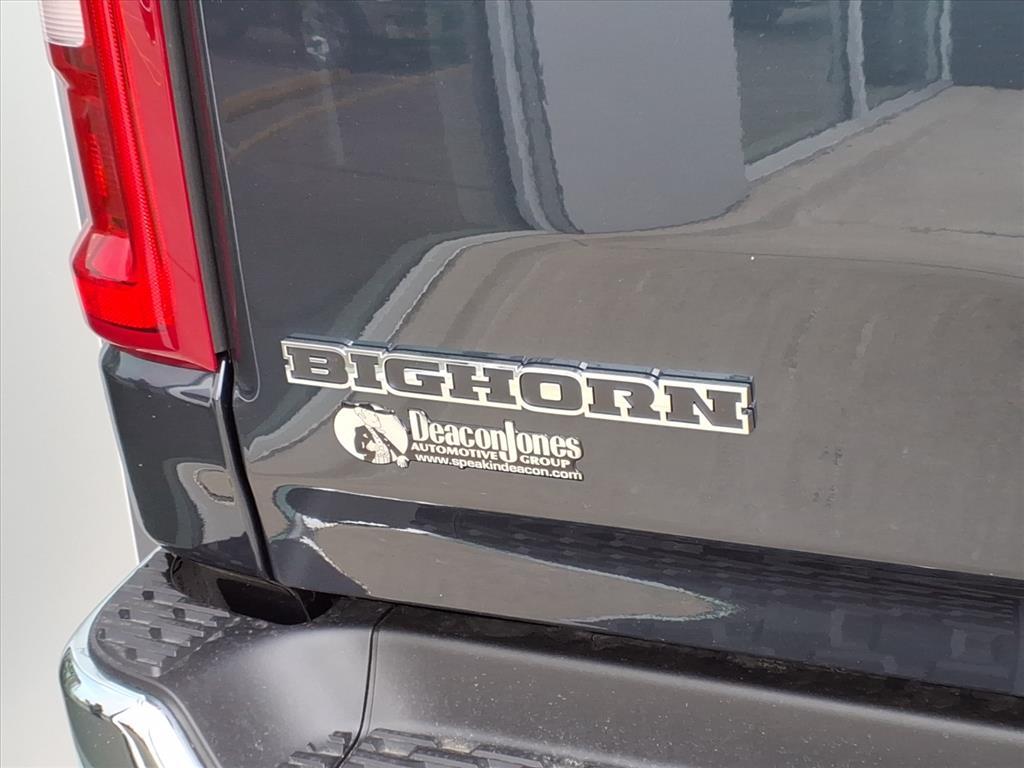 BIGHORN
DeaconJones
AUTOMOTIVE GROUP
www.speakindeacon.com